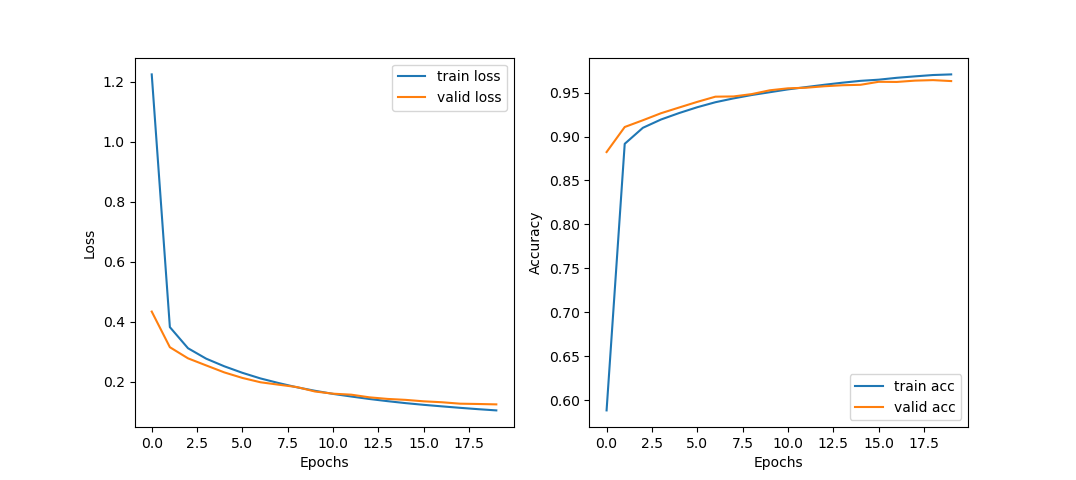 1.2
1.0
0.8
0.6
0.4
0.2
Loss
train loss
valid loss
0.0 2.5 5.0 7.5 10.0 12.5 15.0 17.5
Epochs
0.95
0.90
0.85
0.80
0.75
0.70
0.65
0.60
Accuracy
train acc
valid acc
0.0 2.5 5.0 7.5 10.0 12.5 15.0 17.5
Epochs